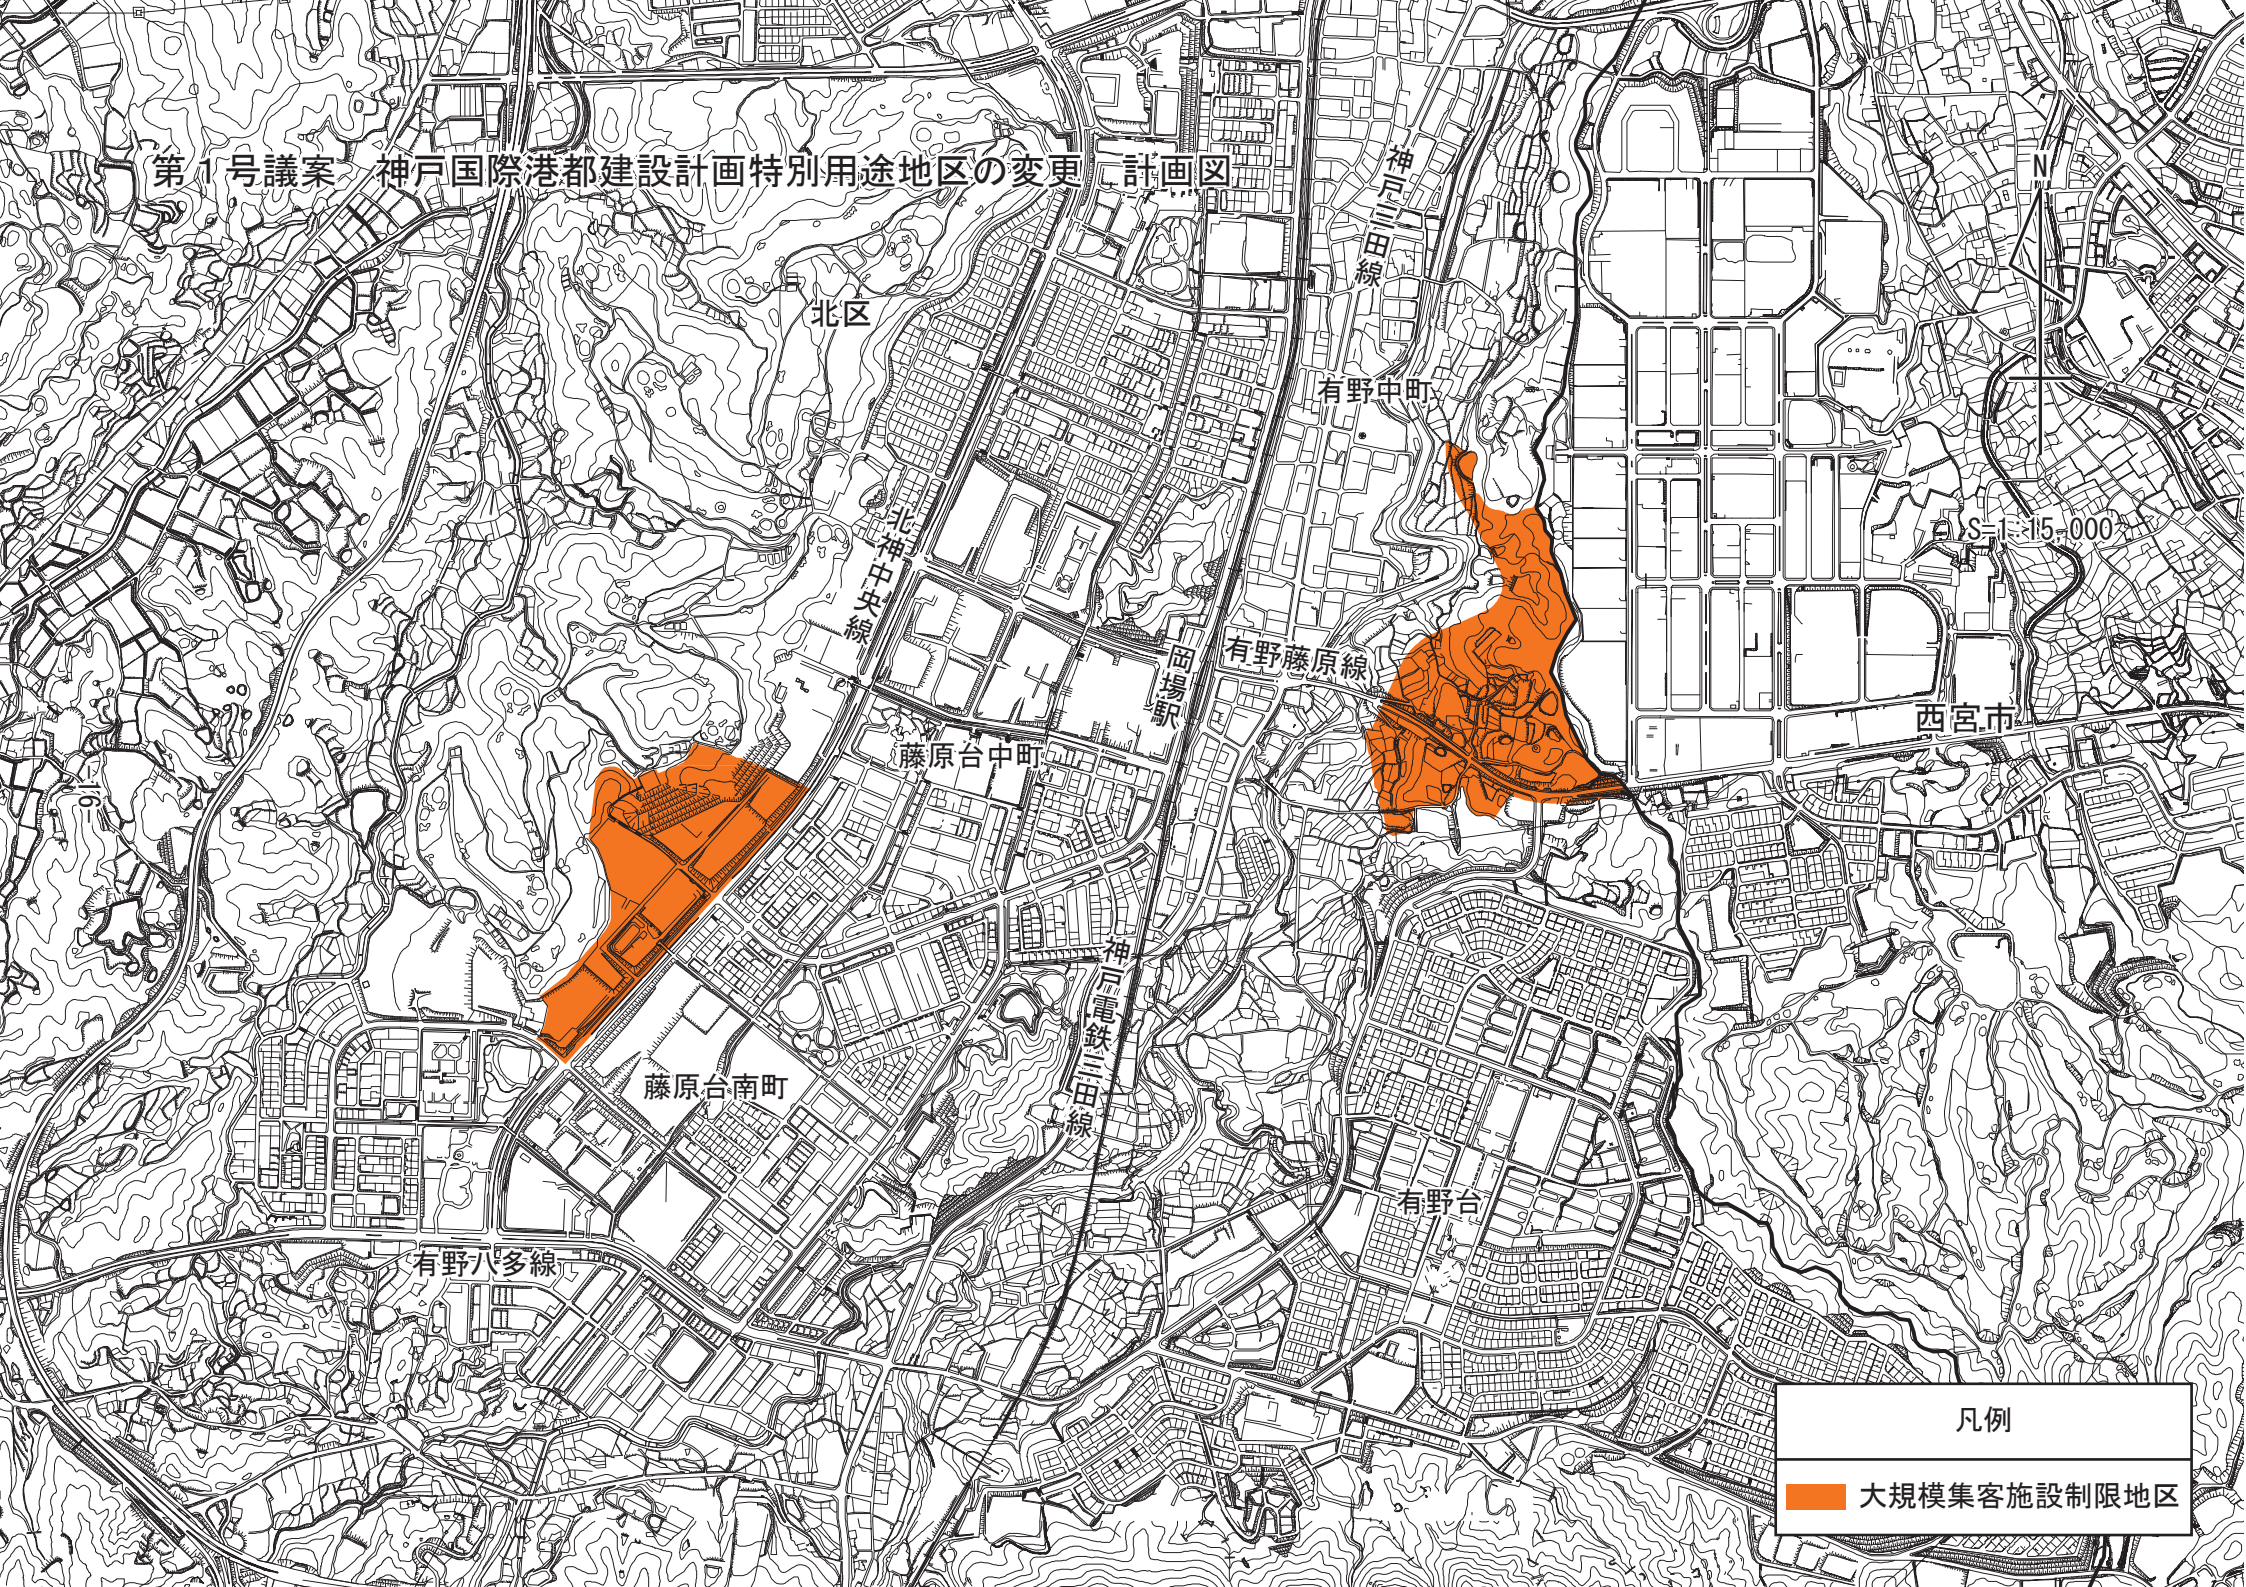 第１号議案　神戸国際港都建設計画特別用途地区の変更　計画図
N
神戸三田線
北区
有野中町
北神中央線
S=1:15,000
岡場駅
有野藤原線
西宮市
藤原台中町
-16-
神戸電鉄三田線
藤原台南町
有野台
有野八多線
凡例
大規模集客施設制限地区